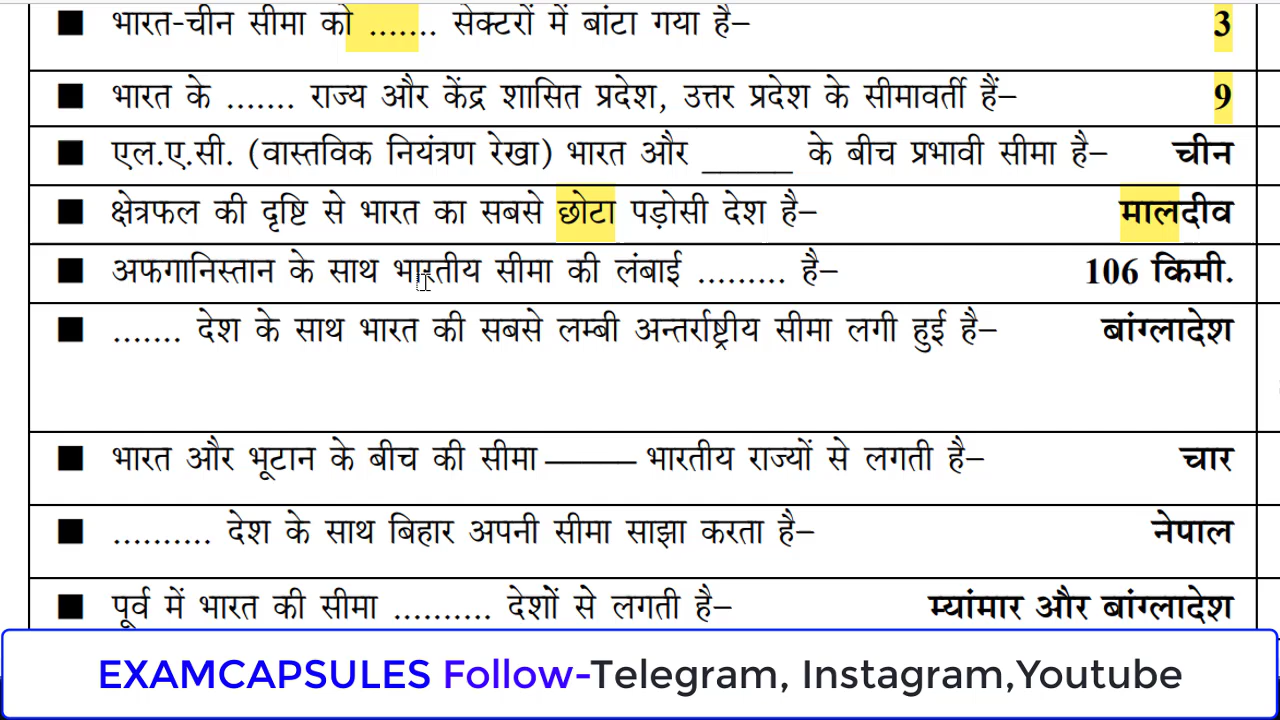 ■ भारत-चीन सीमा को ....... सेक्टरों में बांटा गया है– 3
■ भारत के ....... राज्य और केंद्र शासित प्रदेश, उत्तर प्रदेश के सीमावर्ती हैं– 9
■ एल.ए.सी. (वास्तविक नियंत्रण रेखा) भारत और _____ के बीच प्रभावी सीमा है– चीन
■ क्षेत्रफल की दृष्टि से भारत का सबसे छोटा पड़ोसी देश है– मालदीव
■ अफगानिस्तान के साथ भारतीय सीमा की लंबाई ......... है– 106 किमी.
■ ....... देश के साथ भारत की सबसे लम्बी अन्तर्राष्ट्रीय सीमा लगी हुई है– बांग्लादेश
■ भारत और भूटान के बीच की सीमा ——— भारतीय राज्यों से लगती है– चार
■ .......... देश के साथ बिहार अपनी सीमा साझा करता है– नेपाल
■ पूर्व में भारत की सीमा .......... देशों से लगती है– म्यांमार और बांग्लादेश
EXAMCAPSULES Follow-Telegram, Instagram,Youtube